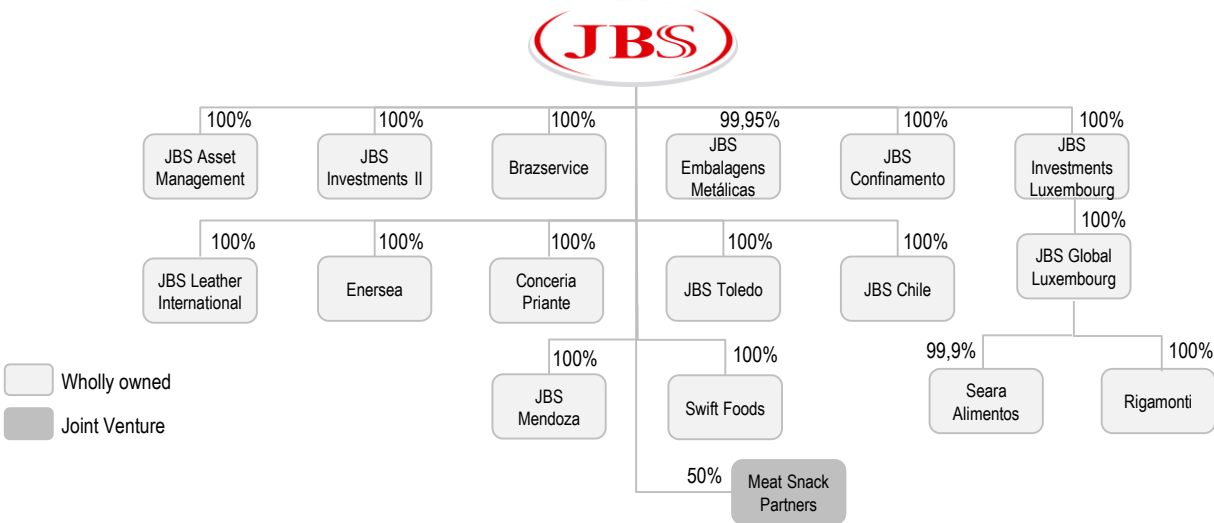 JBS
100%
100%
100%
99,95%
100%
100%
JBS Asset
Management
JBS
Investments II
Brazservice
JBS
Embalagens
Metálicas
JBS
Confinamento
JBS
Investments
Luxembourg
100%
100%
100%
100%
100%
100%
JBS Leather
International
Enersea
Conceria
Priante
JBS Toledo
JBS Chile
JBS Global
Luxembourg
100%
100%
99,9%
100%
JBS
Mendoza
Swift Foods
Seara
Alimentos
Rigamonti
Wholly owned
Joint Venture
50%
Meat Snack
Partners